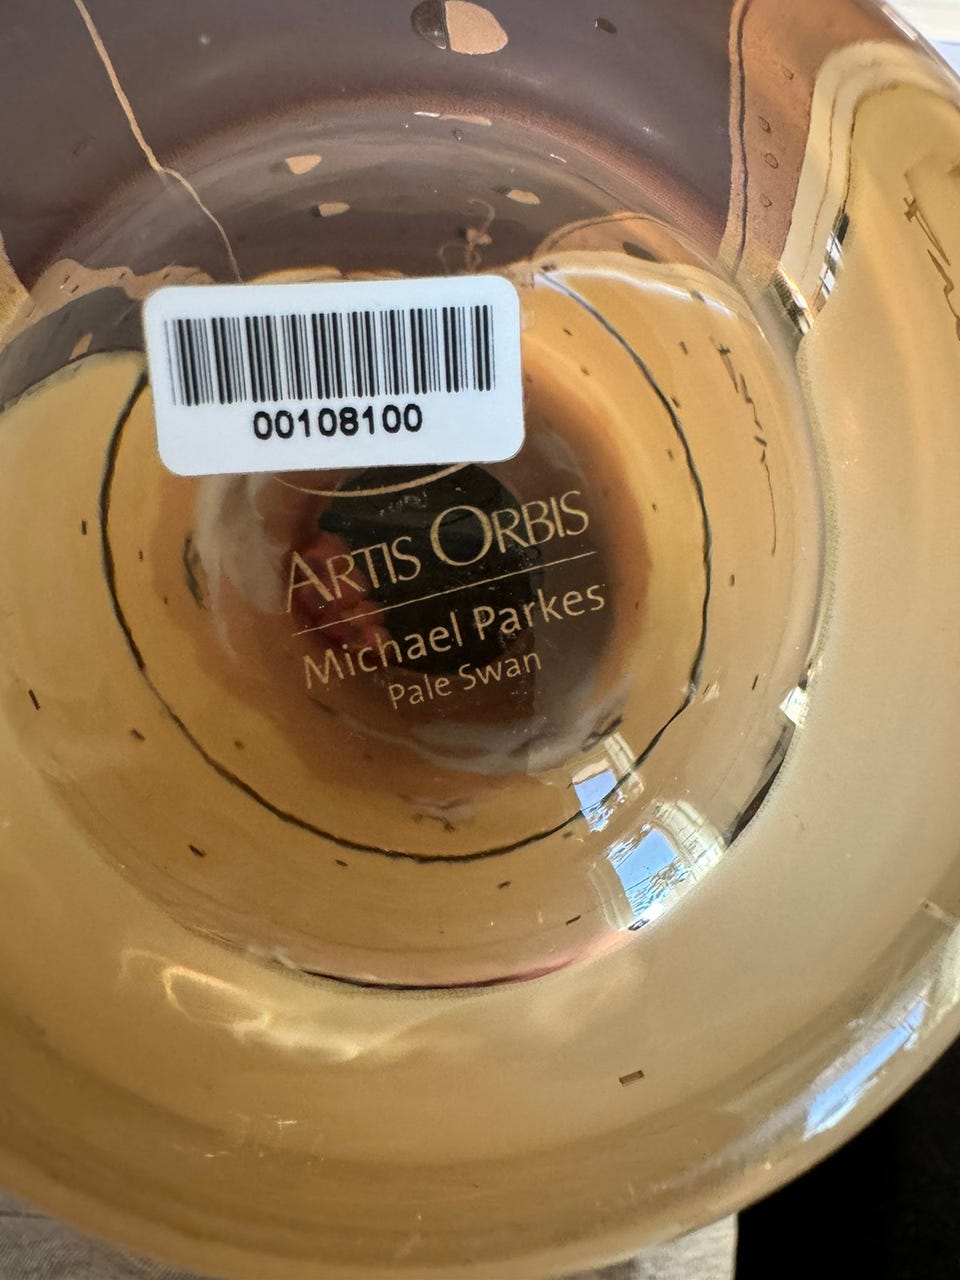 00108100
ARTIS ORBIS
Michael Parkes
Pale Swan